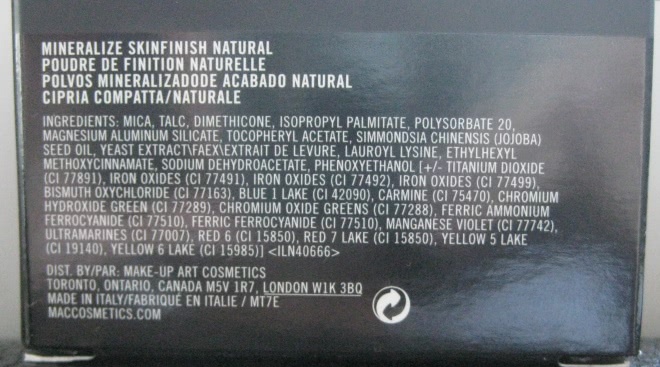 MINERALIZE SKINFINISH NATURAL
POUDRE DE FINITION NATURELLE
POLVOS MINERALIZADODE ACABADO NATURAL
CIPRIA COMPATTA/NATURALE
INGREDIENTS: MICA, TALC, DIMETHICONE, ISOPROPYL PALMITATE, POLYSORBATE 20,
MAGNESIUM ALUMINUM SILICATE, TOCOPHERYL ACETATE, SIMMONDSIA CHINENSIS (JOJOBA)
SEED OIL, YEAST EXTRACT\FAEX\EXTRAIT DE LEVURE, LAUROYL LYSINE, ETHYLHEXYL
METHOXYCINNAMATE, SODIUM DEHYDROACETATE, PHENOXYETHANOL [+/- TITANIUM DIOXIDE
(CI 77891), IRON OXIDES (CI 77491), IRON OXIDES (CI 77492), IRON OXIDES (CI 77499),
BISMUTH OXYCHLORIDE (CI 77163), BLUE 1 LAKE (CI 42090), CARMINE (CI 75470), CHROMIUM
HYDROXIDE GREEN (CI 77289), CHROMIUM OXIDE GREENS (CI 77288), FERRIC AMMONIUM
FERROCYANIDE (CI 77510), FERRIC FERROCYANIDE (CI 77510), MANGANESE VIOLET (CI 77742),
ULTRAMARINES (CI 77007), RED 6 (CI 15850), RED 7 LAKE (CI 15850), YELLOW 5 LAKE
(CI 19140), YELLOW 6 LAKE (CI 15985)] <ILN40666>
DIST. BY/PAR: MAKE-UP ART COSMETICS
TORONTO, ONTARIO, CANADA M5V 1R7, LONDON W1K 3BQ
MADE IN ITALY/FABRIQUÉ EN ITALIE / MT7E
MACCOSMETICS.COM